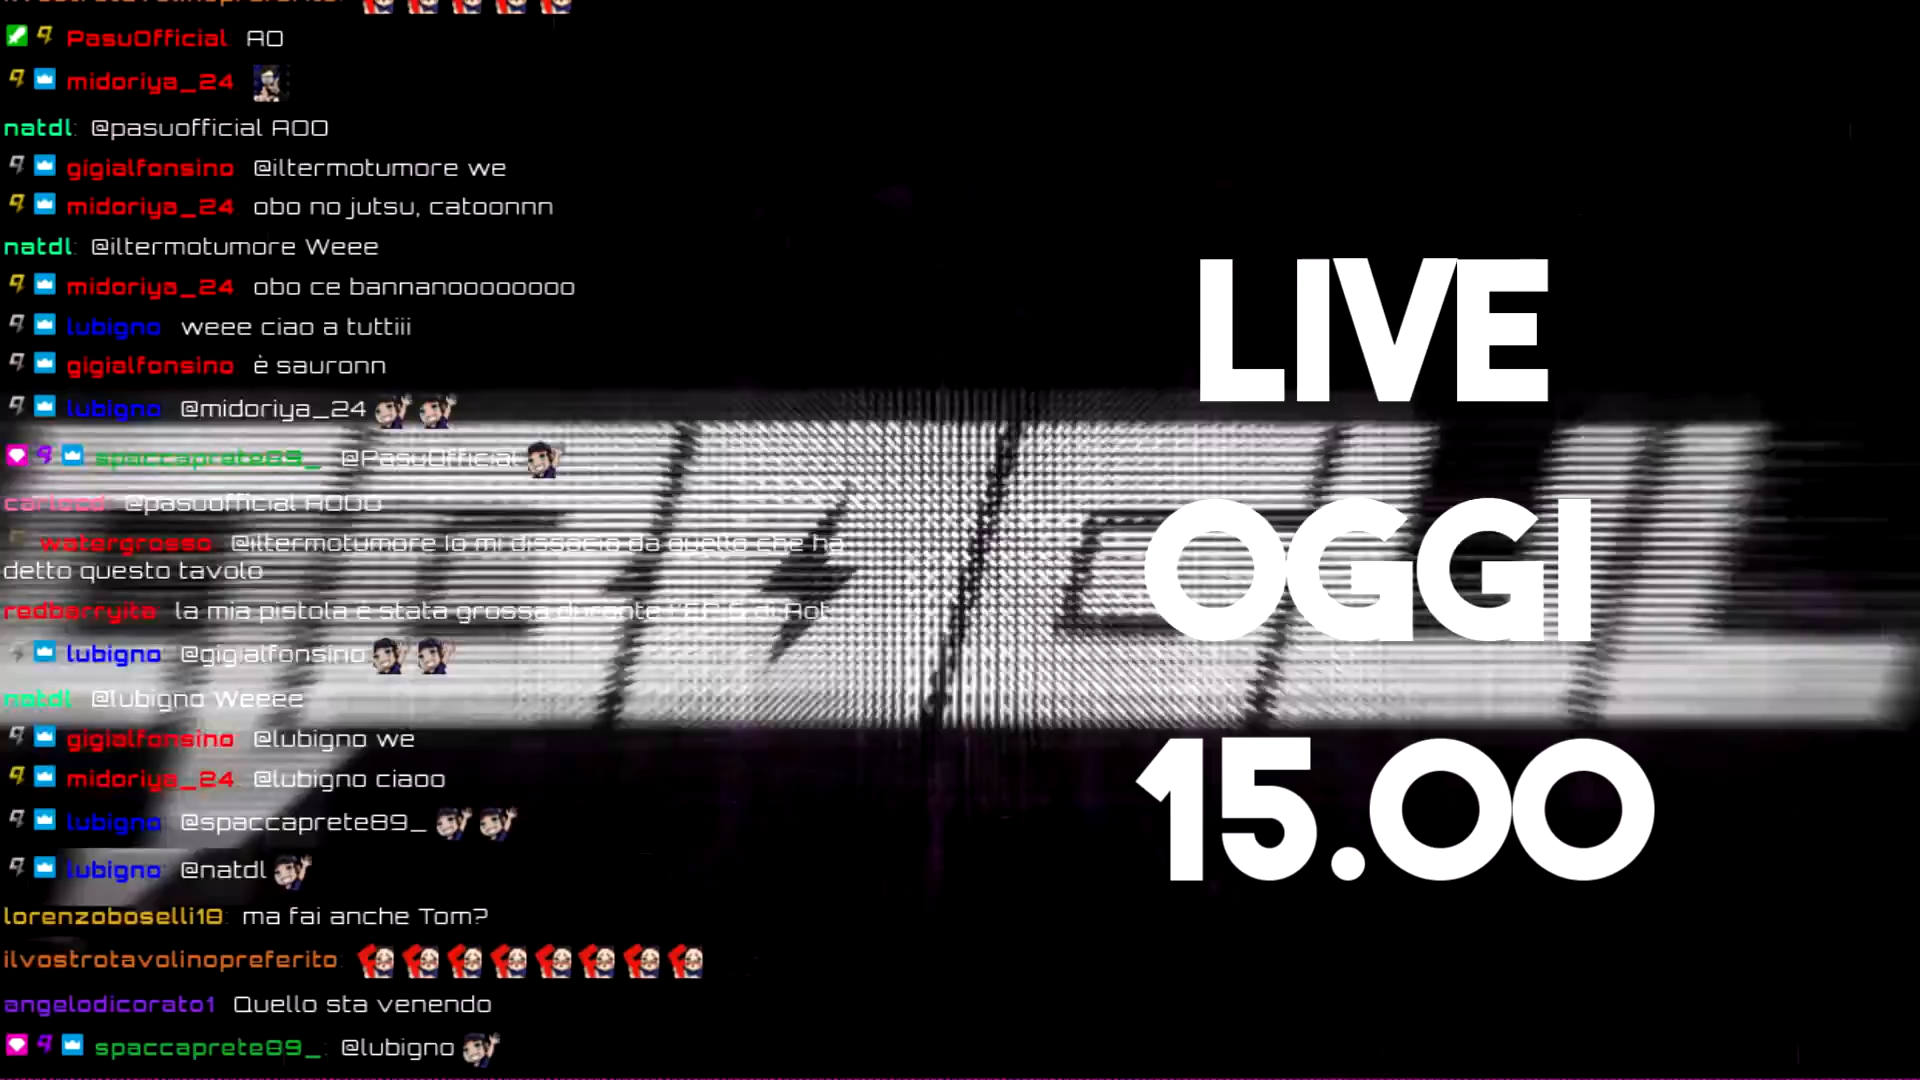 PasuOfficial AO
midoriya_24
natdl: @pasuofficial AOO
gigialfonsino @iltermotumore we
midoriya_24 obo no jutsu, catoonnn
natdl: @iltermotumore Weee
midoriya_24 obo ce bannanoooooooo
lubigno weee ciao a tuttiii
gigialfonsino è sauronn
lubigno @midoriya_24
spaccaprete89_ @PasuOfficial
@pasuofficial AOOO
watergrosso @iltermotumore Io mi dissocio da quello che ha
detto questo tavolo
redbarryita la mia pistola è stata grossa durante
lubigno @gigialfonsino
natdl @lubigno Weeee
gigialfonsino @lubigno we
midoriya_24 @lubigno ciaoo
lubigno @spaccaprete89_
lubigno @natdl
lorenzoboselli18: ma fai anche Tom?
ilvostrotavolinopreferito:
angelodicorato1 Quello sta venendo
spaccaprete89_: @lubigno
LIVE
OGGI
15.00